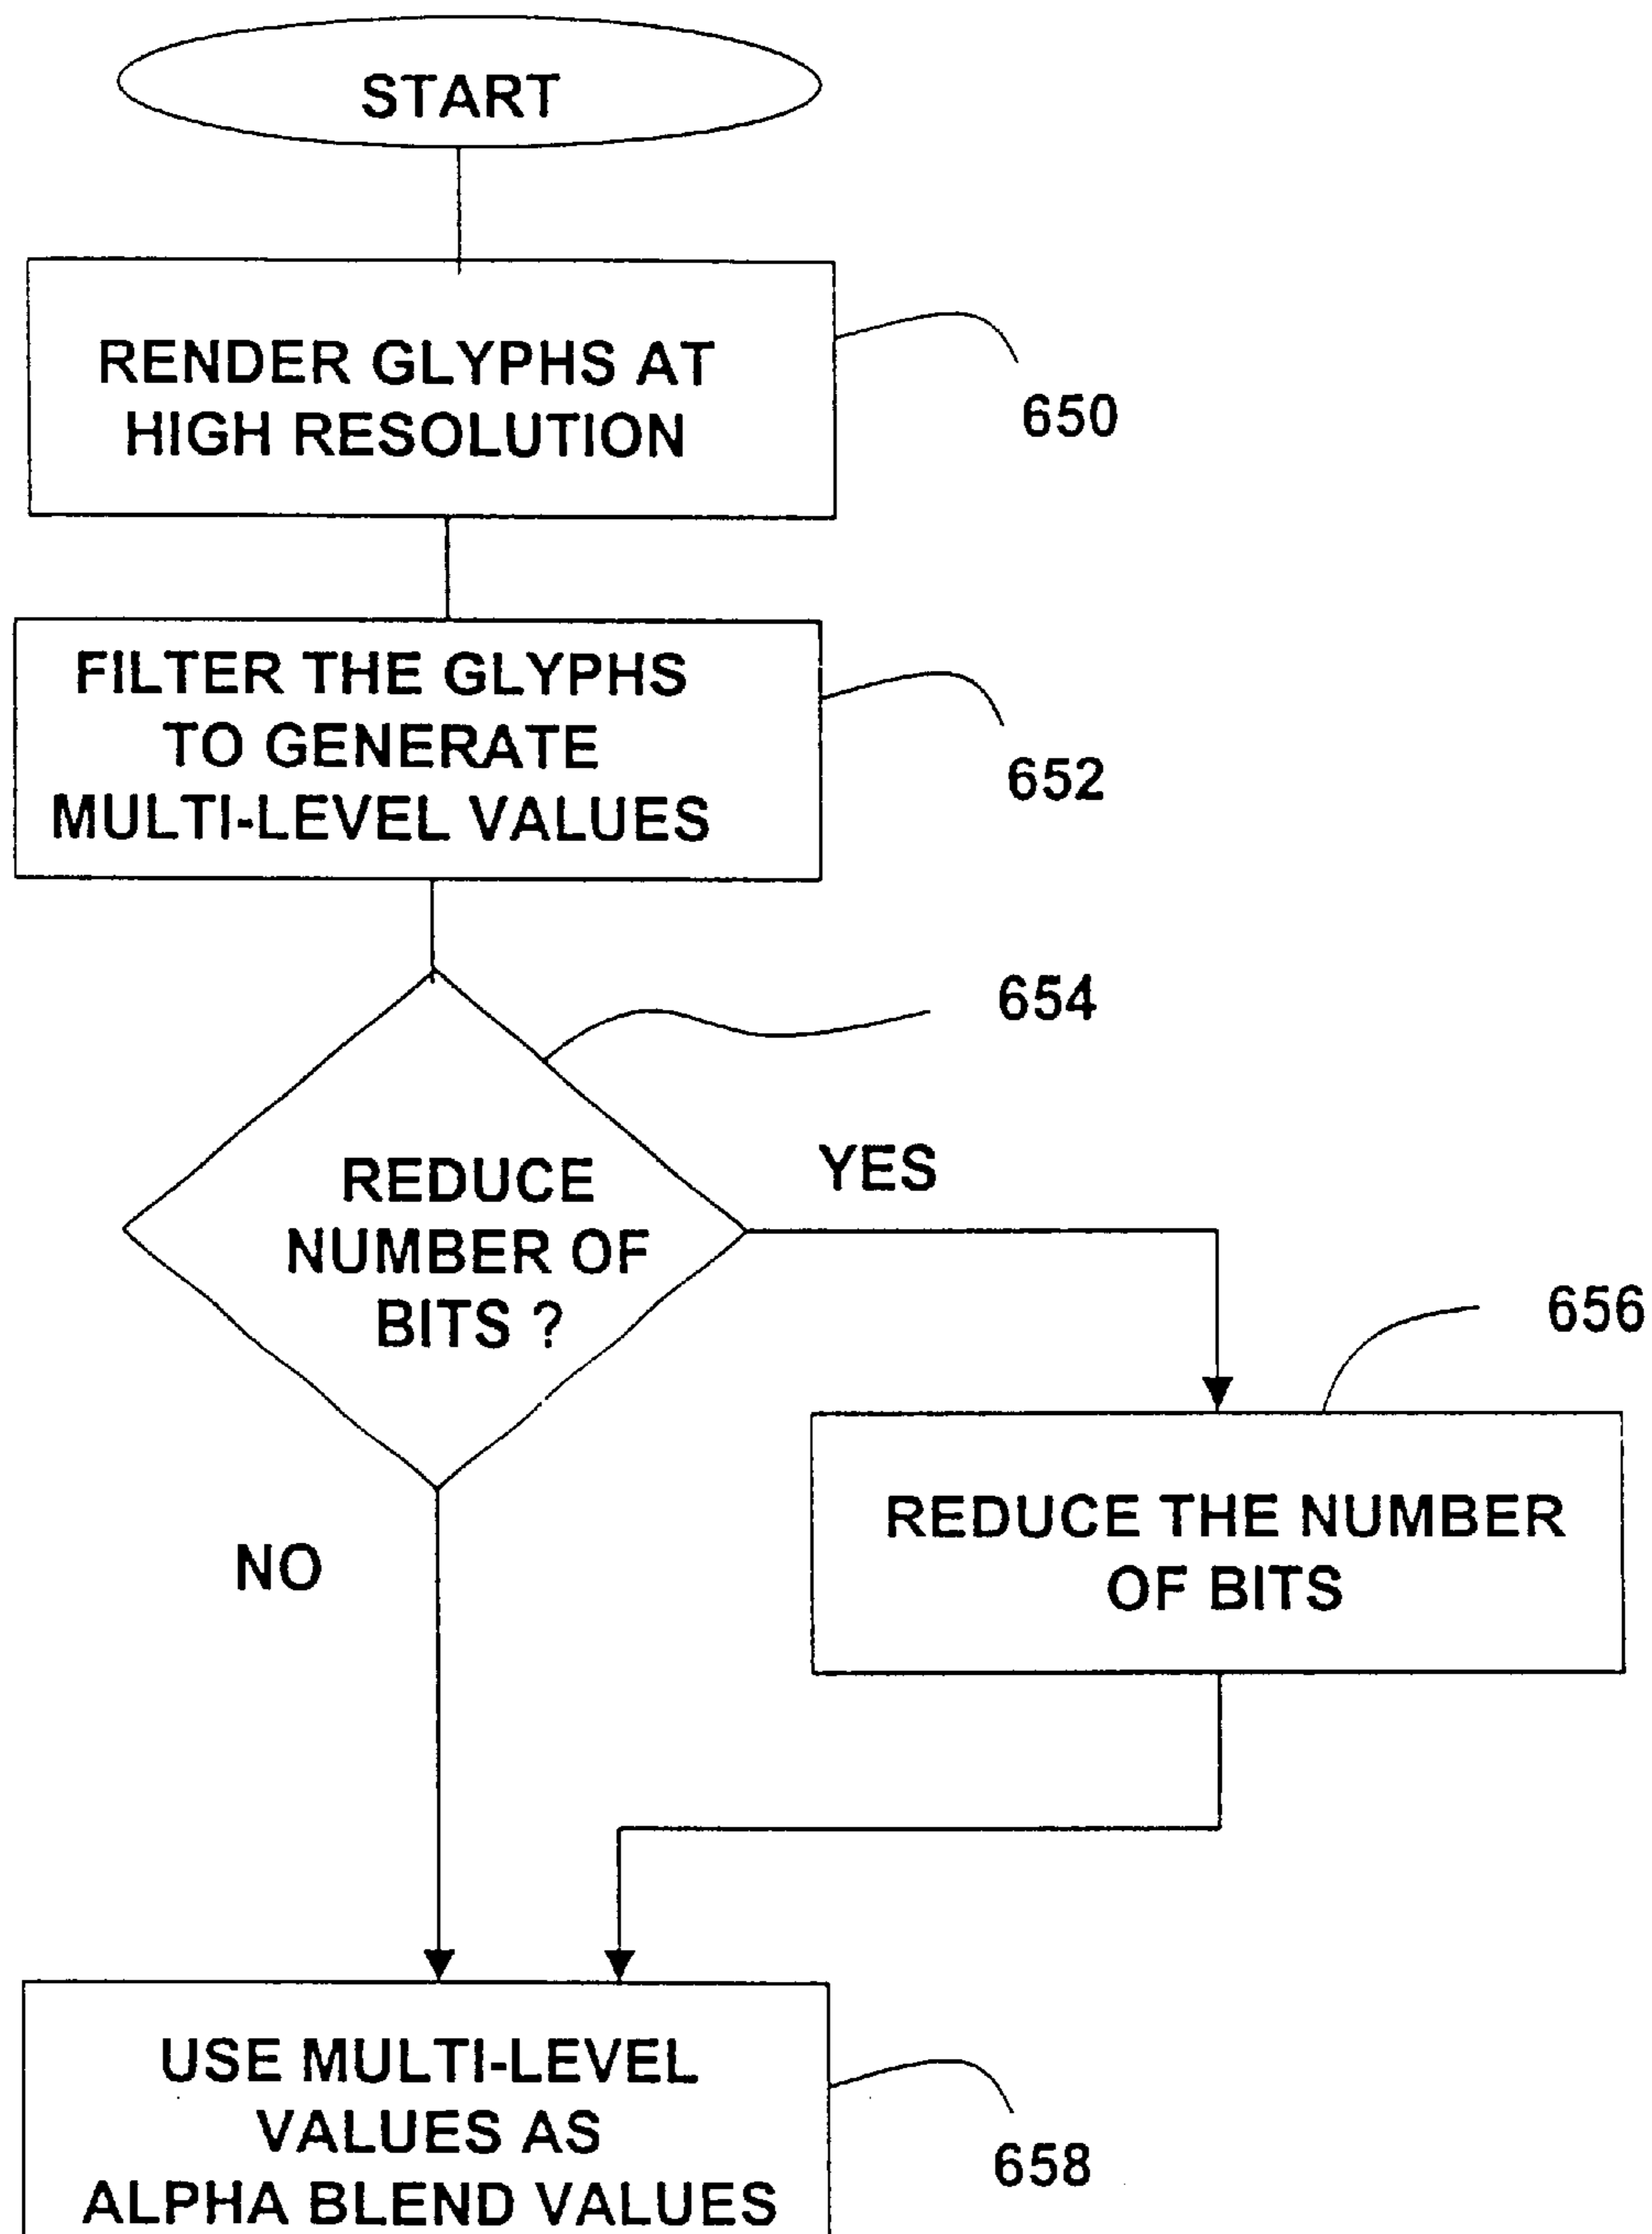 START
RENDER GLYPHS AT
HIGH RESOLUTION
650
FILTER THE GLYPHS
TO GENERATE
MULTI-LEVEL VALUES
652
654
REDUCE
NUMBER OF
BITS ?
YES
656
REDUCE THE NUMBER
OF BITS
NO
USE MULTI-LEVEL
VALUES AS
ALPHA BLEND VALUES
658